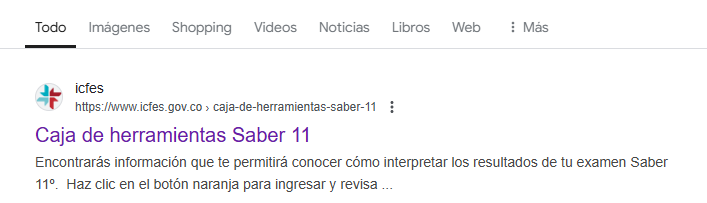 Todo Imágenes Shopping Videos Noticias Libros Web Más
icfes
https://www.icfes.gov.co › caja-de-herramientas-saber-11
Caja de herramientas Saber 11
Encontrarás información que te permitirá conocer cómo interpretar los resultados de tu examen Saber
11º. Haz clic en el botón naranja para ingresar y revisa ...